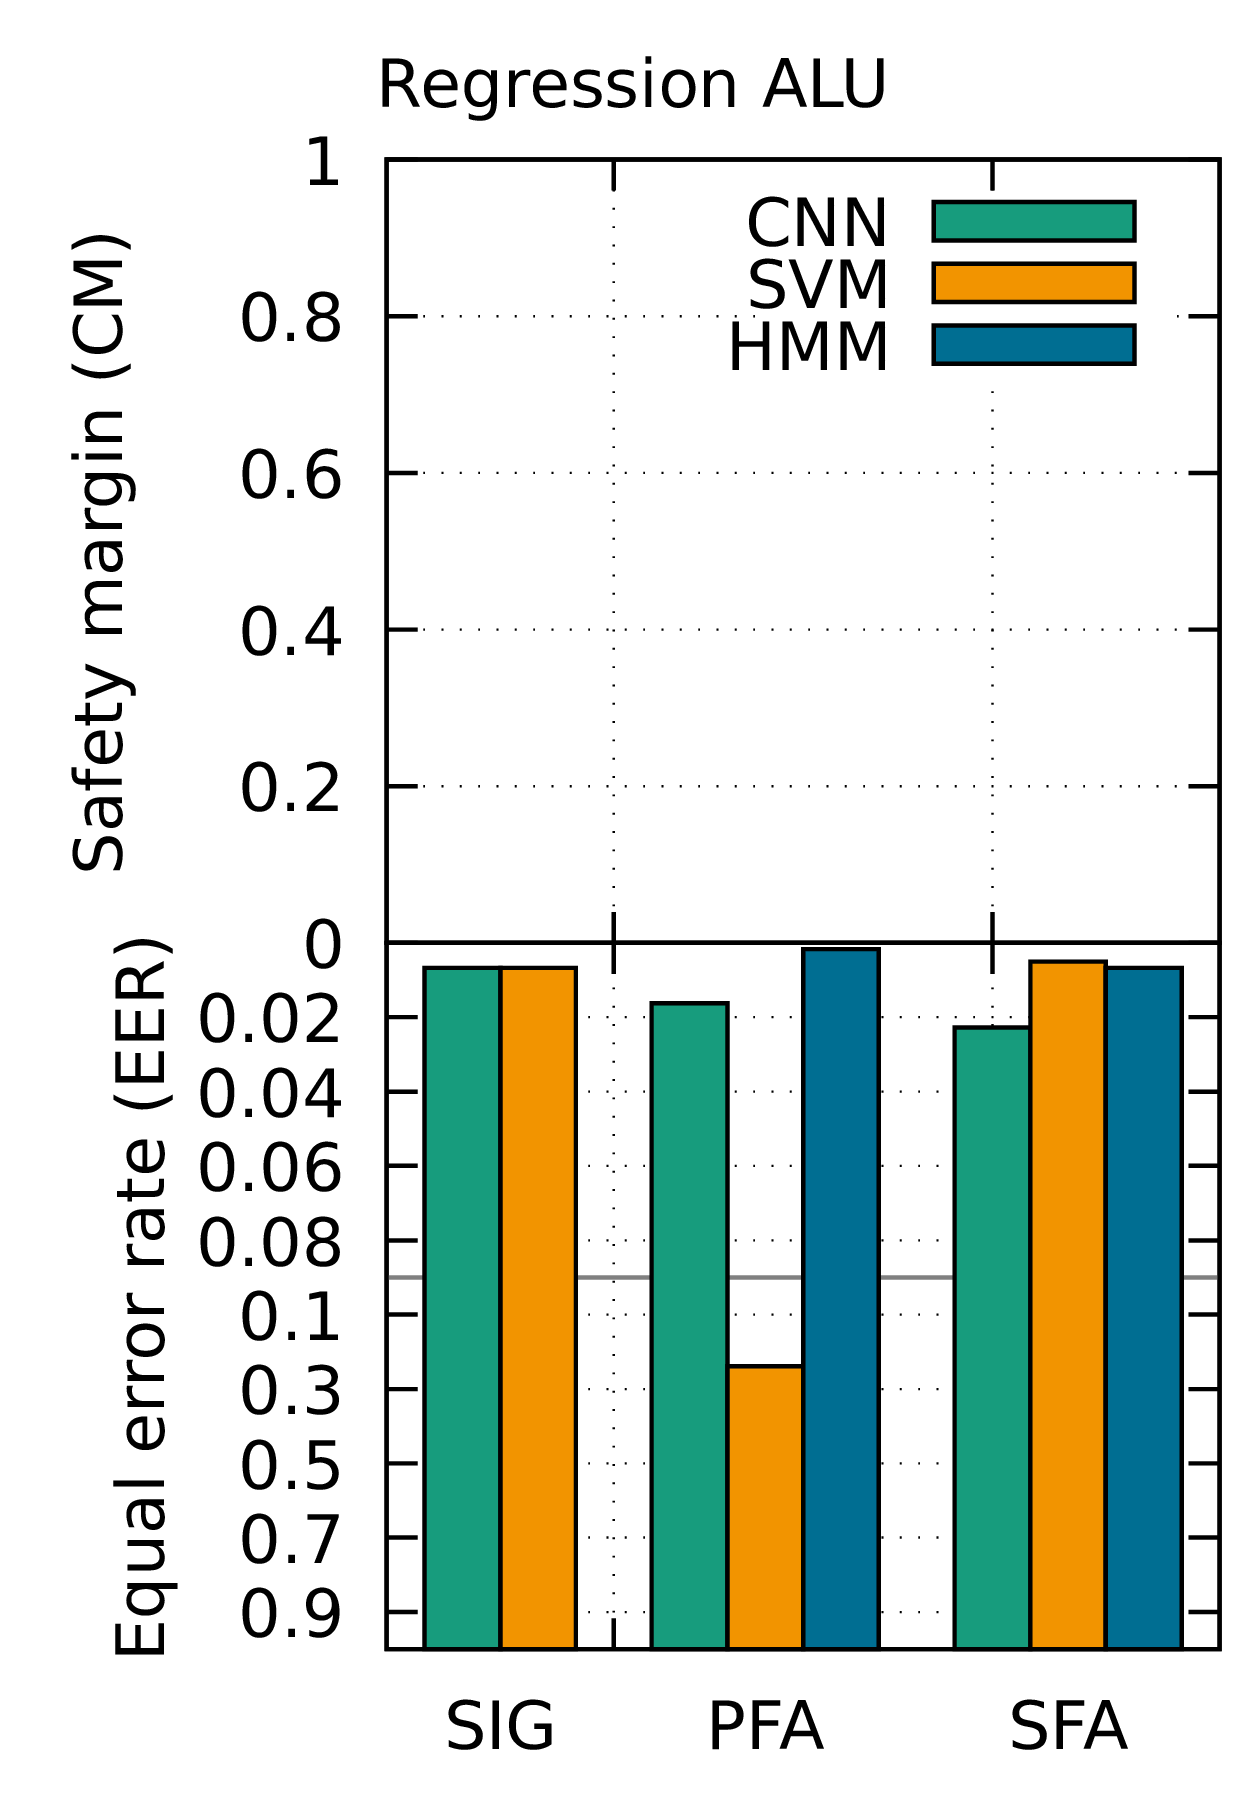 Regression ALU
Safety margin (CM)
Equal error rate (EER)
1
0.8
0.6
0.4
0.2
0
0.02
0.04
0.06
0.08
0.1
0.3
0.5
0.7
0.9
CNN
SVM
HMM
SIG PFA SFA